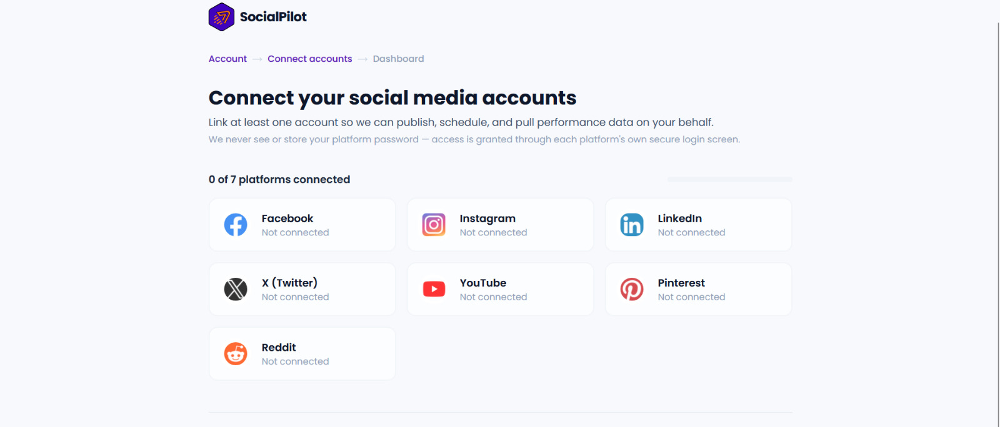 SocialPilot
Account → Connect accounts → Dashboard
Connect your social media accounts
Link at least one account so we can publish, schedule, and pull performance data on your behalf.
We never see or store your platform password — access is granted through each platform's own secure login screen.
0 of 7 platforms connected
Facebook
Not connected
Instagram
Not connected
LinkedIn
Not connected
X (Twitter)
Not connected
YouTube
Not connected
Pinterest
Not connected
Reddit
Not connected